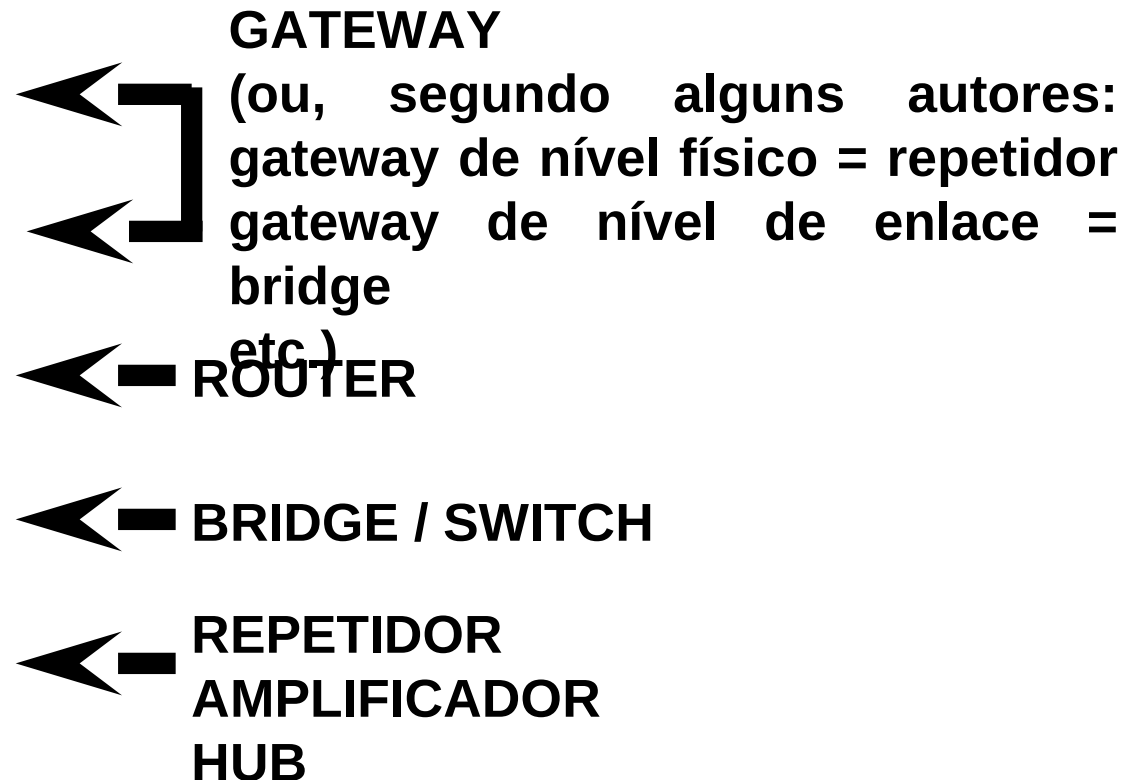 GATEWAY
(ou, segundo alguns autores:
gateway de nível físico = repetidor
gateway de nível de enlace =
bridge
etc.)
ROUTER
BRIDGE / SWITCH
REPETIDOR
AMPLIFICADOR
HUB